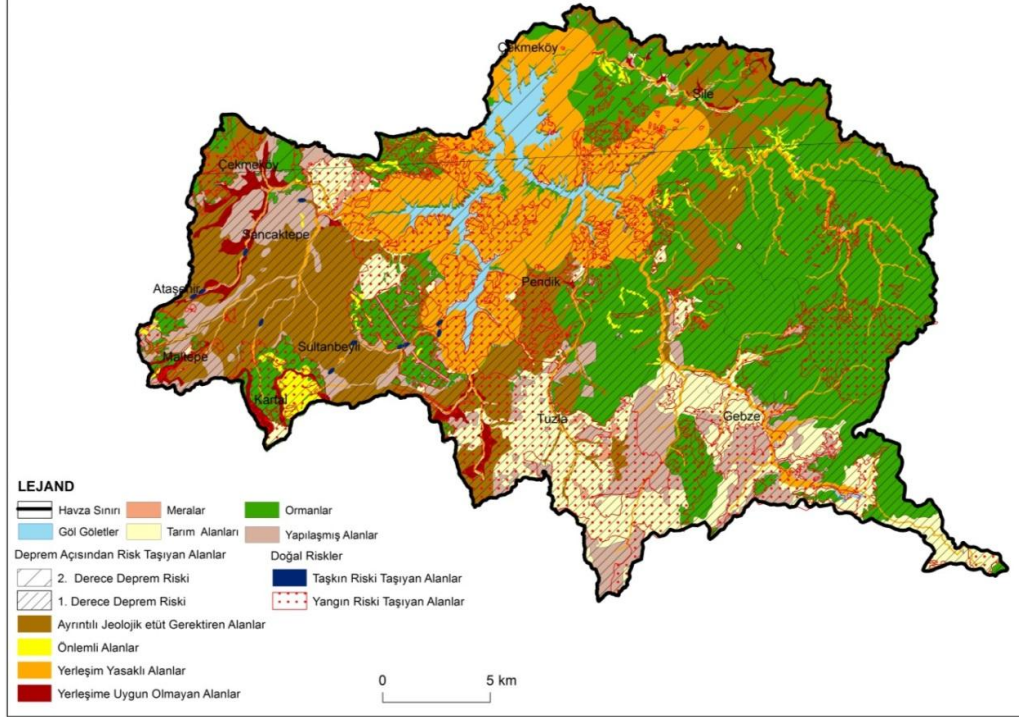 Çekmeköy
Şile
Çekmeköy
Sancaktepe
Pendik
Ataşehir
Sultanbeyli
Maltepe
Kartal
Tuzla
Gebze
LEJAND
Havza Sınırı
Meralar
Ormanlar
Göl Göletler
Tarım Alanları
Yapılaşmış Alanlar
Deprem Açısından Risk Taşıyan Alanlar
Doğal Riskler
2. Derece Deprem Riski
Taşkın Riski Taşıyan Alanlar
1. Derece Deprem Riski
Yangın Riski Taşıyan Alanlar
Ayrıntılı Jeolojik etüt Gerektiren Alanlar
Önlemli Alanlar
Yerleşim Yasaklı Alanlar
Yerleşime Uygun Olmayan Alanlar
0 5 km